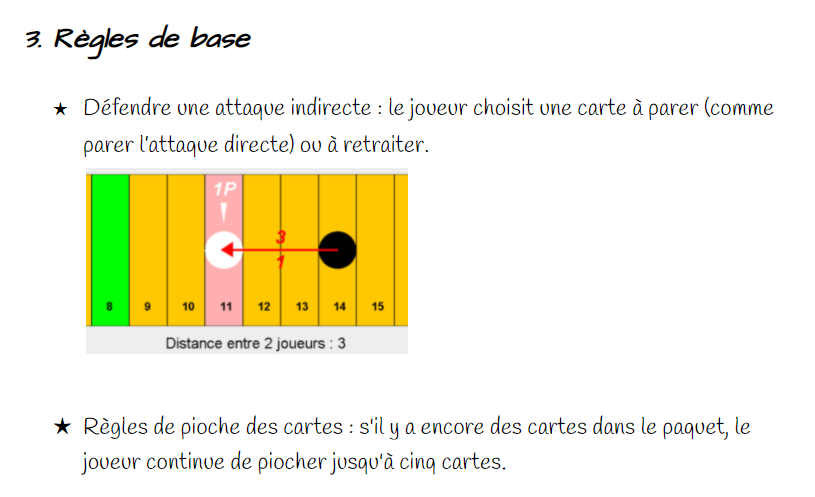 3. Règles de base
★ Défendre une attaque indirecte : le joueur choisit une carte à parer (comme
parer l'attaque directe) ou à retraiter.
1P
3
1
8 9 10 11 12 13 14 15
Distance entre 2 joueurs : 3
★ Règles de pioche des cartes : s'il y a encore des cartes dans le paquet, le
joueur continue de piocher jusqu'à cinq cartes.